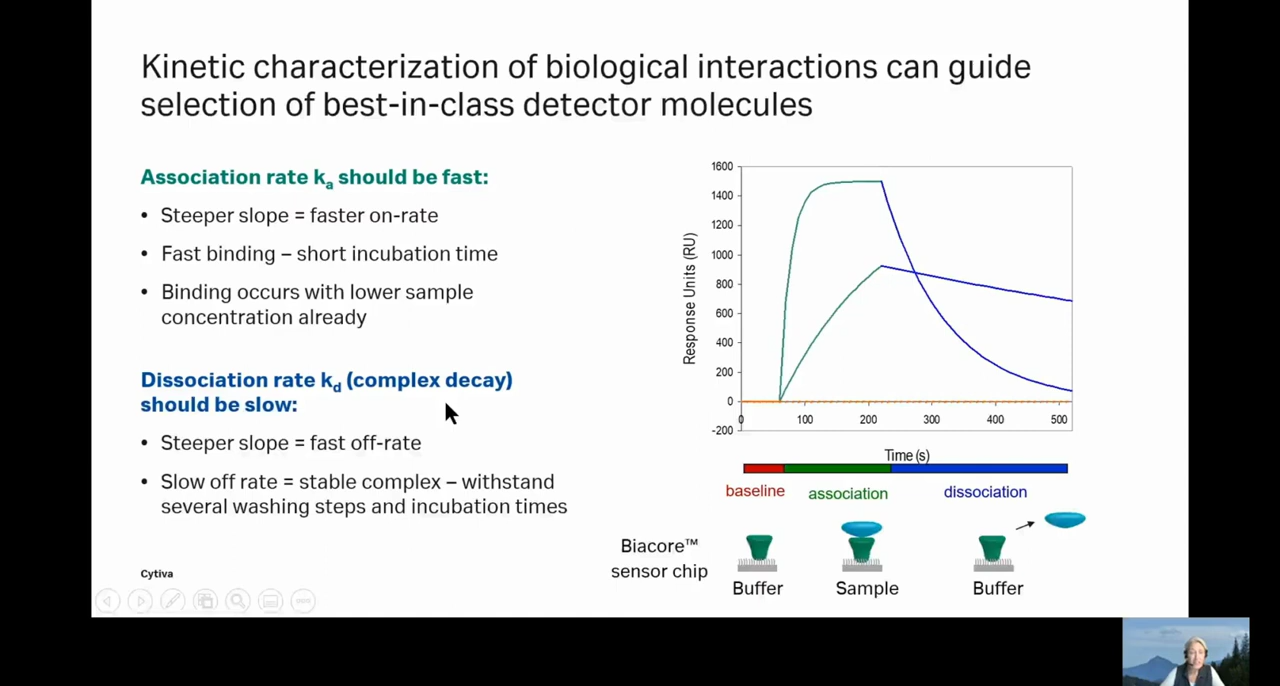 Kinetic characterization of biological interactions can guide
selection of best-in-class detector molecules
Association rate ka should be fast:
• Steeper slope = faster on-rate
• Fast binding – short incubation time
• Binding occurs with lower sample
concentration already
Dissociation rate kd (complex decay)
should be slow:
• Steeper slope = fast off-rate
• Slow off rate = stable complex – withstand
several washing steps and incubation times
Cytiva
Response Units (RU)
1600
1400
1200
1000
800
600
400
200
0
-200
0 100 200 300 400 500
Time (s)
baseline association dissociation
Biacore™
sensor chip
Buffer Sample Buffer